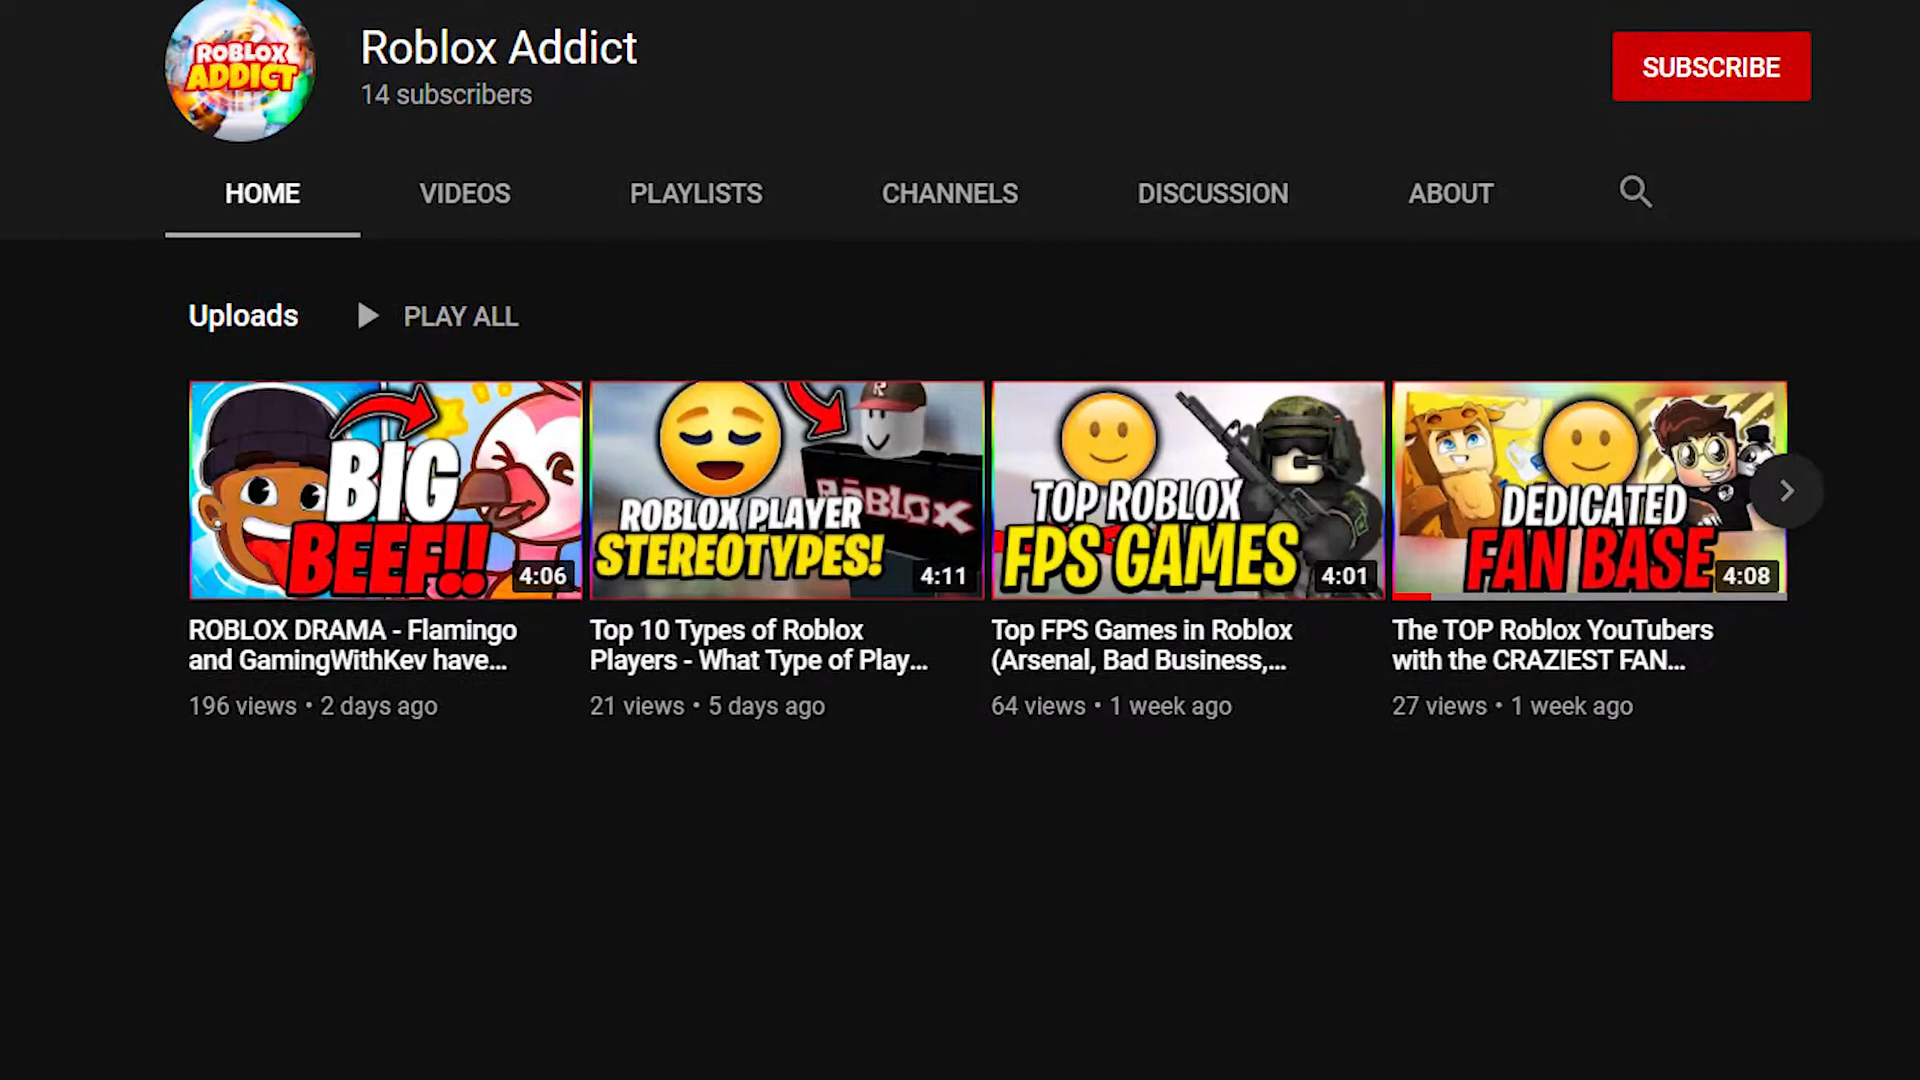 ROBLOX
ADDICT
Roblox Addict
14 subscribers
SUBSCRIBE
HOME
VIDEOS
PLAYLISTS
CHANNELS
DISCUSSION
ABOUT
Uploads
PLAY ALL
BIG
BEEF!!
4:06
R
ROBLOX
ROBLOX PLAYER
STEREOTYPES!
4:11
TOP ROBLOX
FPS GAMES
4:01
DEDICATED
FAN BASE
4:08
ROBLOX DRAMA - Flamingo
and GamingWithKev have...
196 views • 2 days ago
Top 10 Types of Roblox
Players - What Type of Play...
21 views • 5 days ago
Top FPS Games in Roblox
(Arsenal, Bad Business,...
64 views • 1 week ago
The TOP Roblox YouTubers
with the CRAZIEST FAN...
27 views • 1 week ago